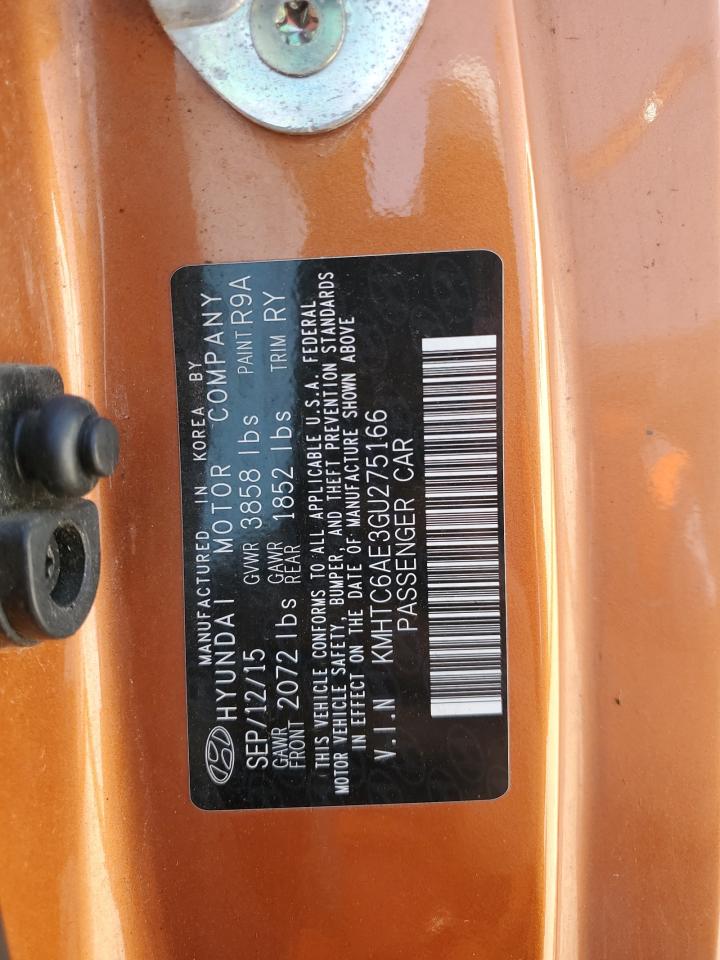 MANUFACTURED IN KOREA BY
HYUNDAI MOTOR COMPANY
SEP/12/15 GVWR 3858 lbs PAINT R9A
GAWR FRONT 2072 lbs GAWR REAR 1852 lbs TRIM RY
THIS VEHICLE CONFORMS TO ALL APPLICABLE U.S.A. FEDERAL
MOTOR VEHICLE SAFETY, BUMPER, AND THEFT PREVENTION STANDARDS
IN EFFECT ON THE DATE OF MANUFACTURE SHOWN ABOVE
V.I.N KMHTC6AE3GU275166
PASSENGER CAR